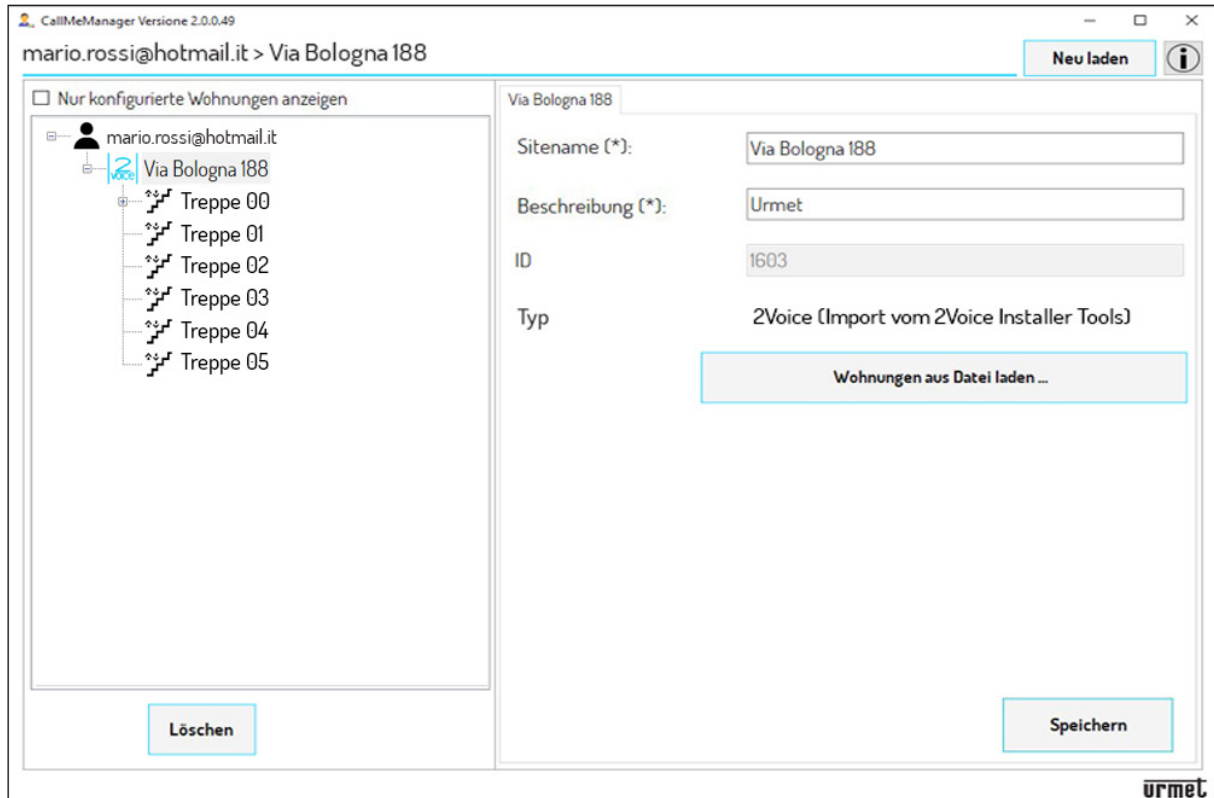 CallMeManager Versione 2.0.0.49
mario.rossi@hotmail.it > Via Bologna 188
Neu laden
Nur konfigurierte Wohnungen anzeigen
mario.rossi@hotmail.it
2 voice Via Bologna 188
Treppe 00
Treppe 01
Treppe 02
Treppe 03
Treppe 04
Treppe 05
Löschen
Via Bologna 188
Sitename (*): Via Bologna 188
Beschreibung (*): Urmet
ID 1603
Typ 2Voice (Import vom 2Voice Installer Tools)
Wohnungen aus Datei laden ...
Speichern
urmet